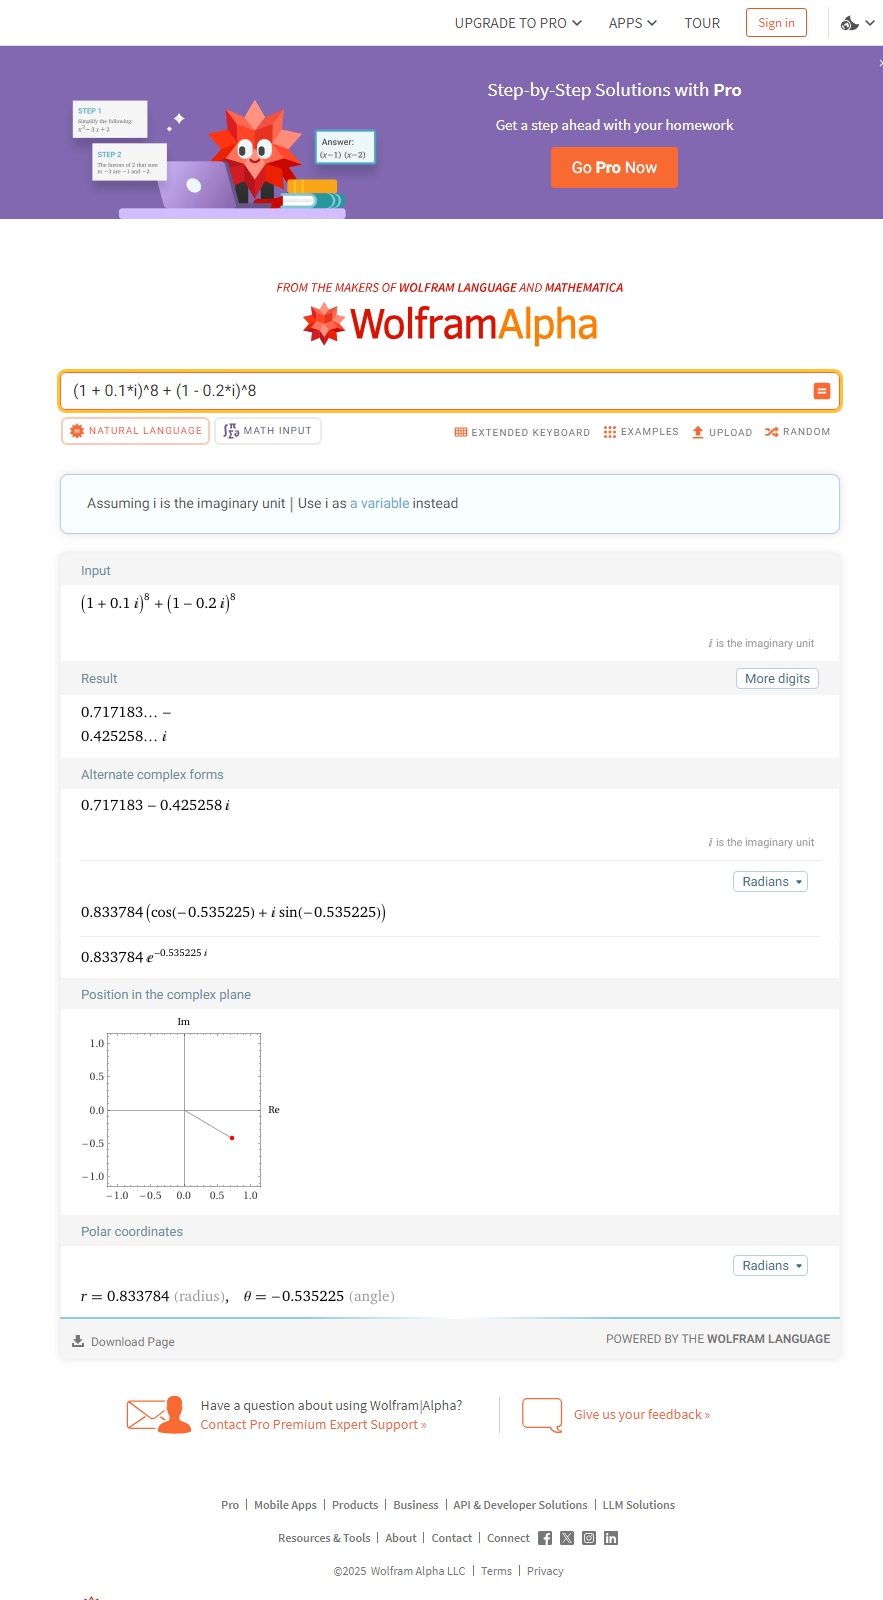 UPGRADE TO PRO APPS TOUR Sign in
STEP 1
Simplify the following:
x² − 3 x + 2
STEP 2
The factors of 2 that sum
to −3 are −1 and −2.
Answer:
(x−1) (x−2)
Step-by-Step Solutions with Pro
Get a step ahead with your homework
Go Pro Now
FROM THE MAKERS OF WOLFRAM LANGUAGE AND MATHEMATICA
WolframAlpha
(1 + 0.1*i)^8 + (1 - 0.2*i)^8
NATURAL LANGUAGE MATH INPUT EXTENDED KEYBOARD EXAMPLES UPLOAD RANDOM
Assuming i is the imaginary unit | Use i as a variable instead
Input
(1 + 0.1 i)⁸ + (1 − 0.2 i)⁸
i is the imaginary unit
Result More digits
0.717183… −
0.425258… i
Alternate complex forms
0.717183 − 0.425258 i
i is the imaginary unit
Radians
0.833784 (cos(−0.535225) + i sin(−0.535225))
0.833784 e^−0.535225 i
Position in the complex plane
Im
1.0
0.5
0.0 Re
−0.5
−1.0
−1.0 −0.5 0.0 0.5 1.0
Polar coordinates
Radians
r = 0.833784 (radius), θ = −0.535225 (angle)
Download Page POWERED BY THE WOLFRAM LANGUAGE
Have a question about using Wolfram|Alpha?
Contact Pro Premium Expert Support »
Give us your feedback »
Pro | Mobile Apps | Products | Business | API & Developer Solutions | LLM Solutions
Resources & Tools | About | Contact | Connect
©2025 Wolfram Alpha LLC | Terms | Privacy